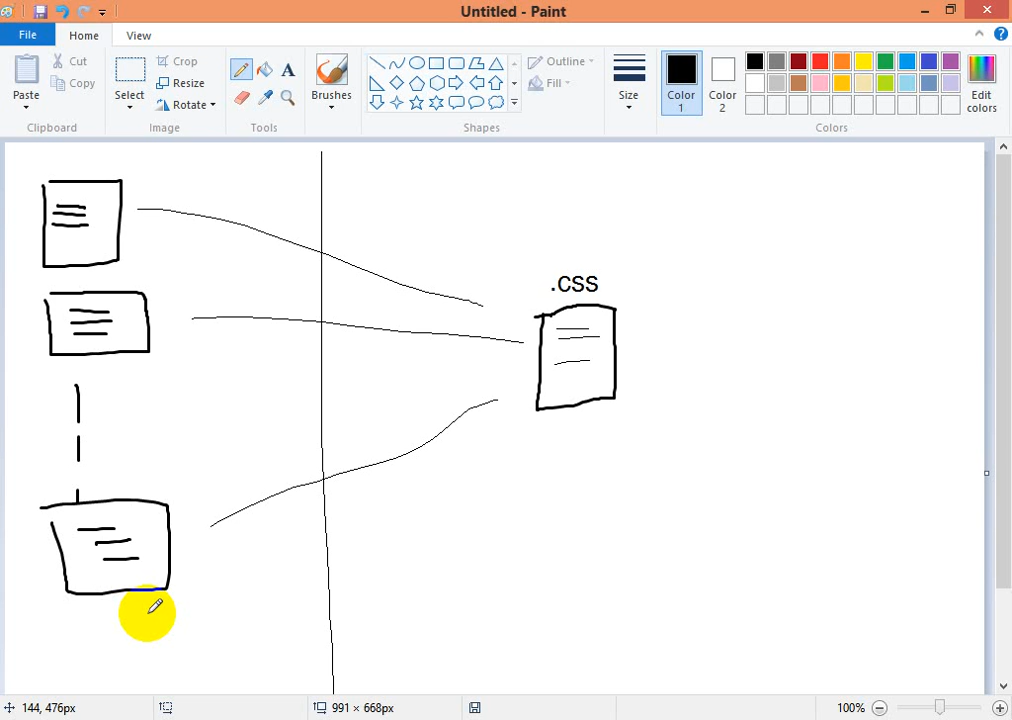 Untitled - Paint
File
Home
View
Paste
Cut
Copy
Clipboard
Select
Crop
Resize
Rotate
Image
A
Tools
Brushes
Shapes
Outline
Fill
Size
Color
1
Color
2
Edit
colors
Colors
.CSS
144, 476px
991 × 668px
100%